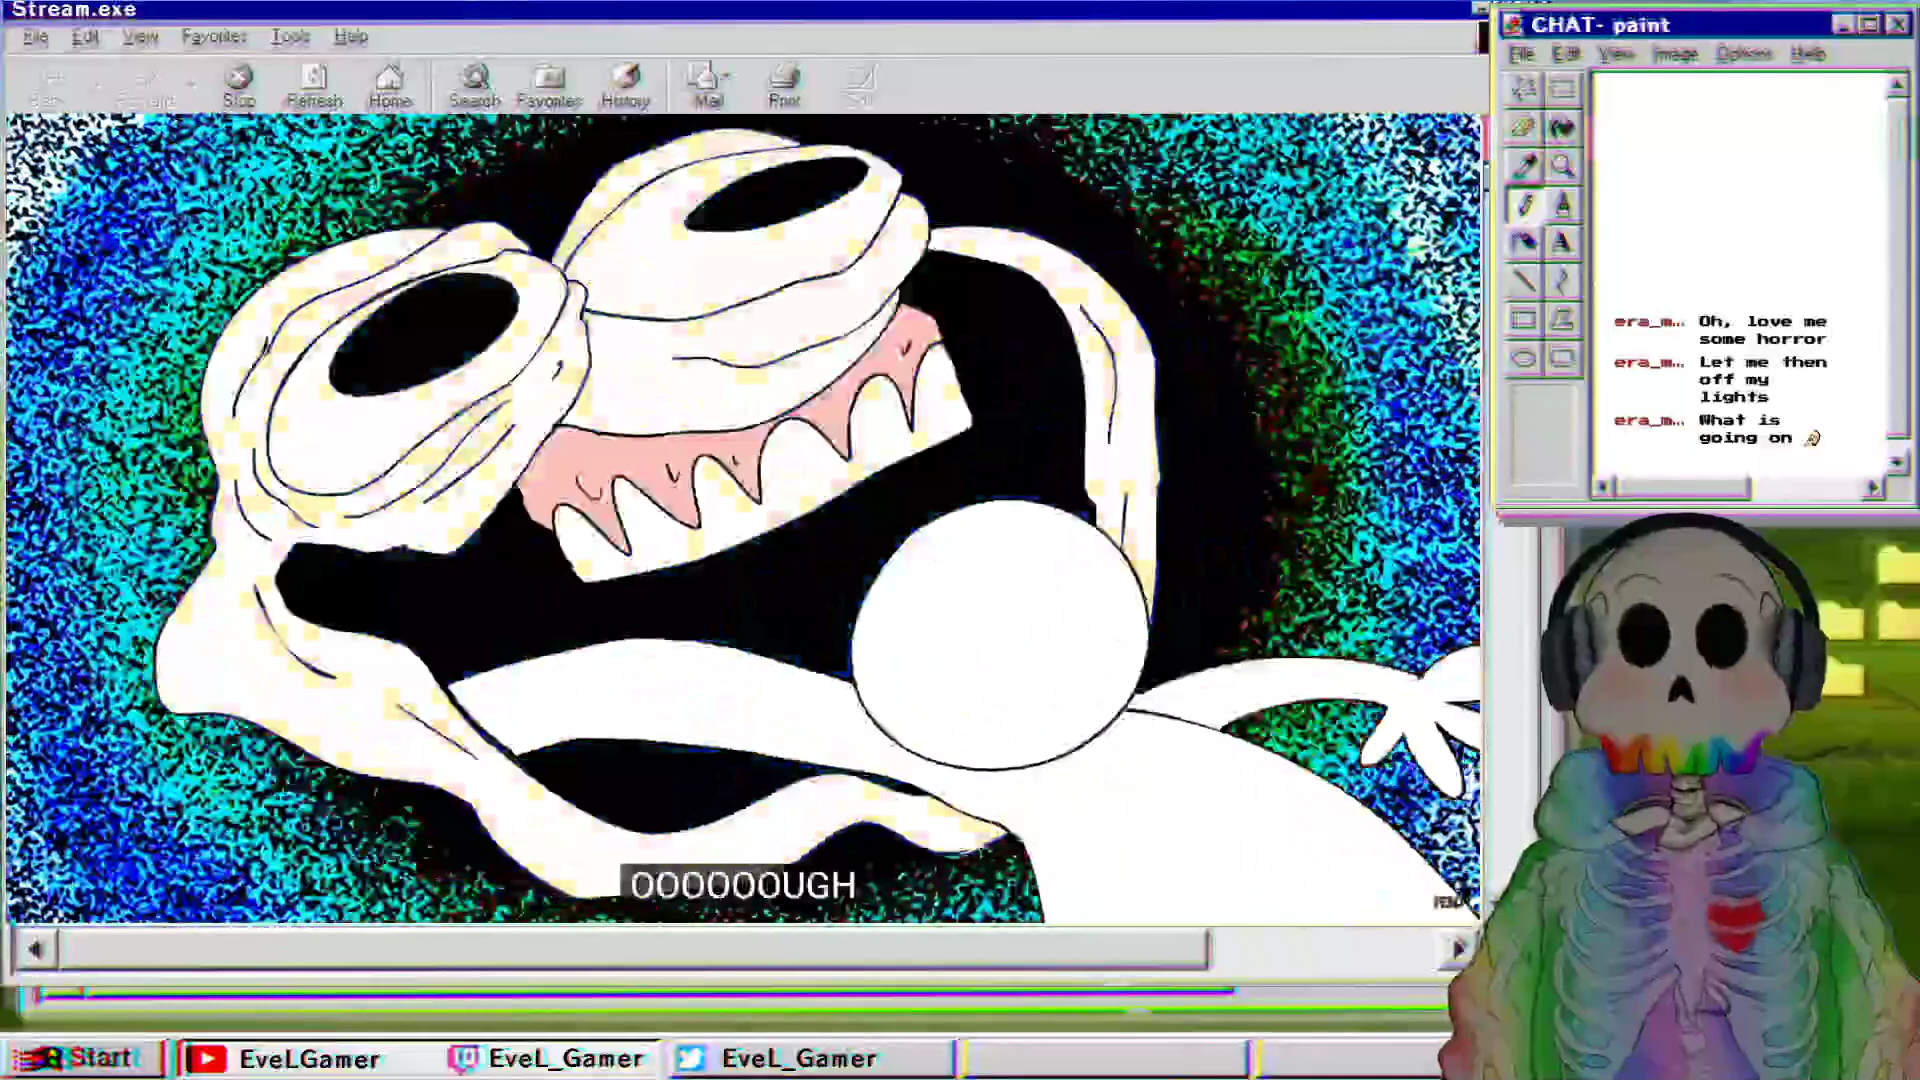 Stream.exe
File Edit View Favorites Tools Help
Stop Refresh Home Search Favorites History Mail Print
CHAT- paint
File Edit View Image Options Help
era_m… Oh, love me
some horror
era_m… Let me then
off my
lights
era_m… What is
going on
OOOOOOUGH
Start EveLGamer EveL_Gamer EveL_Gamer